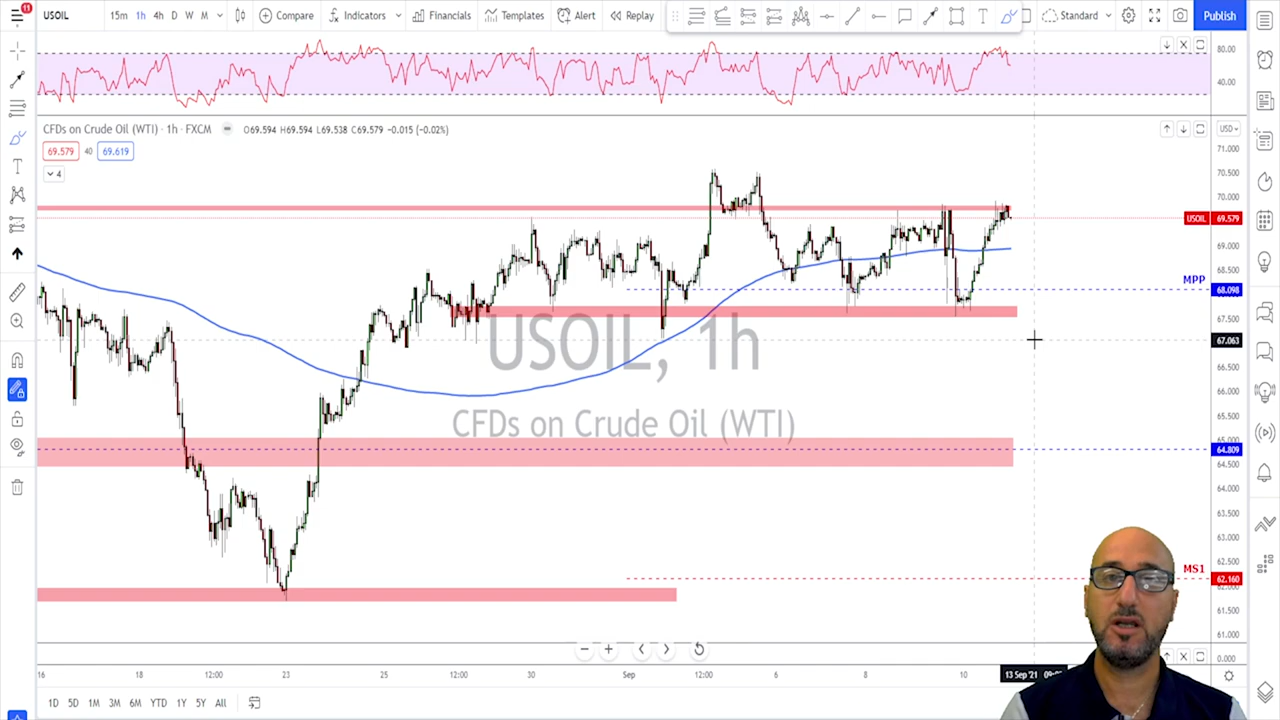 11
USOIL 15m 1h 4h D W M Compare Indicators Financials Templates Alert Replay Standard Publish
80.00
40.00
CFDs on Crude Oil (WTI) · 1h · FXCM O69.594 H69.594 L69.538 C69.579 −0.015 (−0.02%)
USD
69.579 40 69.619
4
71.000
70.500
70.000
USOIL 69.579
69.000
68.500
MPP
68.098
67.500
67.063
USOIL, 1h
CFDs on Crude Oil (WTI)
66.500
66.000
65.500
65.000
64.809
64.500
64.000
63.500
63.000
62.500
MS1
62.160
61.500
61.000
0.000
16 18 12:00 23 25 12:00 30 Sep 12:00 6 8 10 13 Sep '21
1D 5D 1M 3M 6M YTD 1Y 5Y All